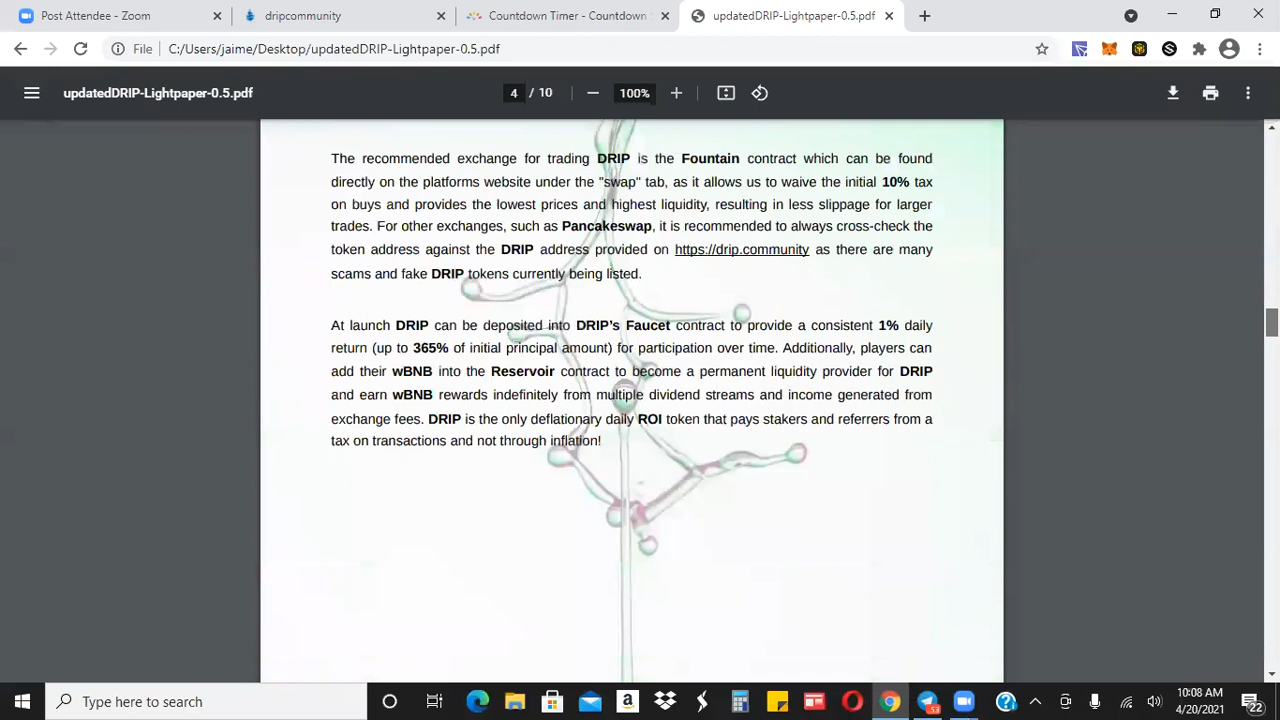 Post Attendee - Zoom
dripcommunity
Countdown Timer - Countdown
updatedDRIP-Lightpaper-0.5.pdf
File
C:/Users/jaime/Desktop/updatedDRIP-Lightpaper-0.5.pdf
updatedDRIP-Lightpaper-0.5.pdf
4 / 10
100%
The recommended exchange for trading DRIP is the Fountain contract which can be found
directly on the platforms website under the "swap" tab, as it allows us to waive the initial 10% tax
on buys and provides the lowest prices and highest liquidity, resulting in less slippage for larger
trades. For other exchanges, such as Pancakeswap, it is recommended to always cross-check the
token address against the DRIP address provided on https://drip.community as there are many
scams and fake DRIP tokens currently being listed.
At launch DRIP can be deposited into DRIP’s Faucet contract to provide a consistent 1% daily
return (up to 365% of initial principal amount) for participation over time. Additionally, players can
add their wBNB into the Reservoir contract to become a permanent liquidity provider for DRIP
and earn wBNB rewards indefinitely from multiple dividend streams and income generated from
exchange fees. DRIP is the only deflationary daily ROI token that pays stakers and referrers from a
tax on transactions and not through inflation!
Type here to search
53
10:08 AM
4/20/2021
22